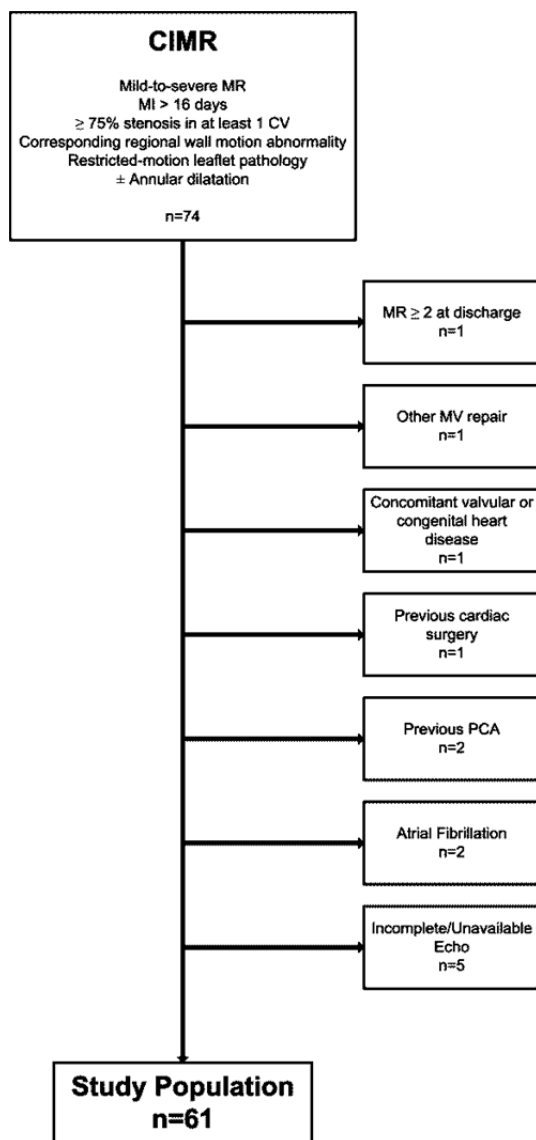 CIMR
Mild-to-severe MR
MI > 16 days
≥ 75% stenosis in at least 1 CV
Corresponding regional wall motion abnormality
Restricted-motion leaflet pathology
± Annular dilatation
n=74
MR ≥ 2 at discharge
n=1
Other MV repair
n=1
Concomitant valvular or
congenital heart
disease
n=1
Previous cardiac
surgery
n=1
Previous PCA
n=2
Atrial Fibrillation
n=2
Incomplete/Unavailable
Echo
n=5
Study Population
n=61